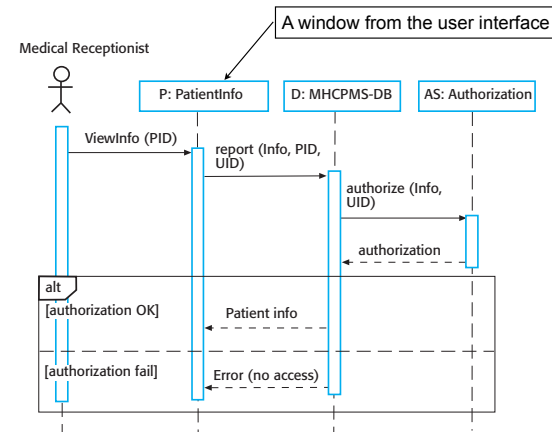 A window from the user interface
Medical Receptionist
P: PatientInfo
D: MHCPMS-DB
AS: Authorization
ViewInfo (PID)
report (Info, PID,
UID)
authorize (Info,
UID)
authorization
alt
[authorization OK]
Patient info
[authorization fail]
Error (no access)